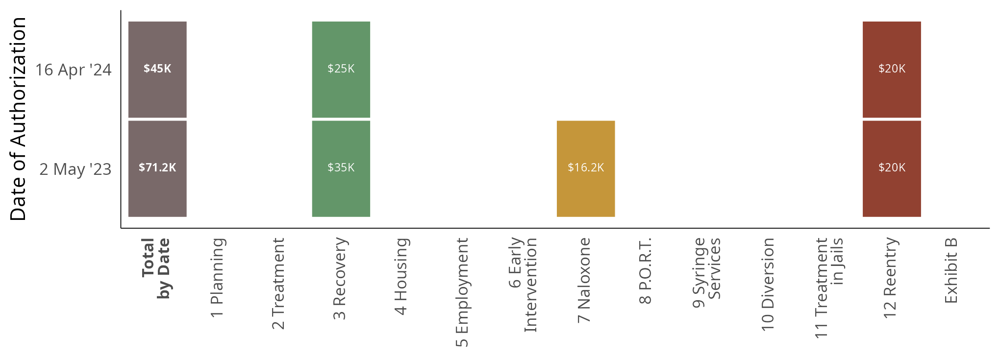 Date of Authorization
16 Apr '24
$45K
$25K
$20K
2 May '23
$71.2K
$35K
$16.2K
$20K
Total
by Date
1 Planning
2 Treatment
3 Recovery
4 Housing
5 Employment
6 Early
Intervention
7 Naloxone
8 P.O.R.T.
9 Syringe
Services
10 Diversion
11 Treatment
in Jails
12 Reentry
Exhibit B